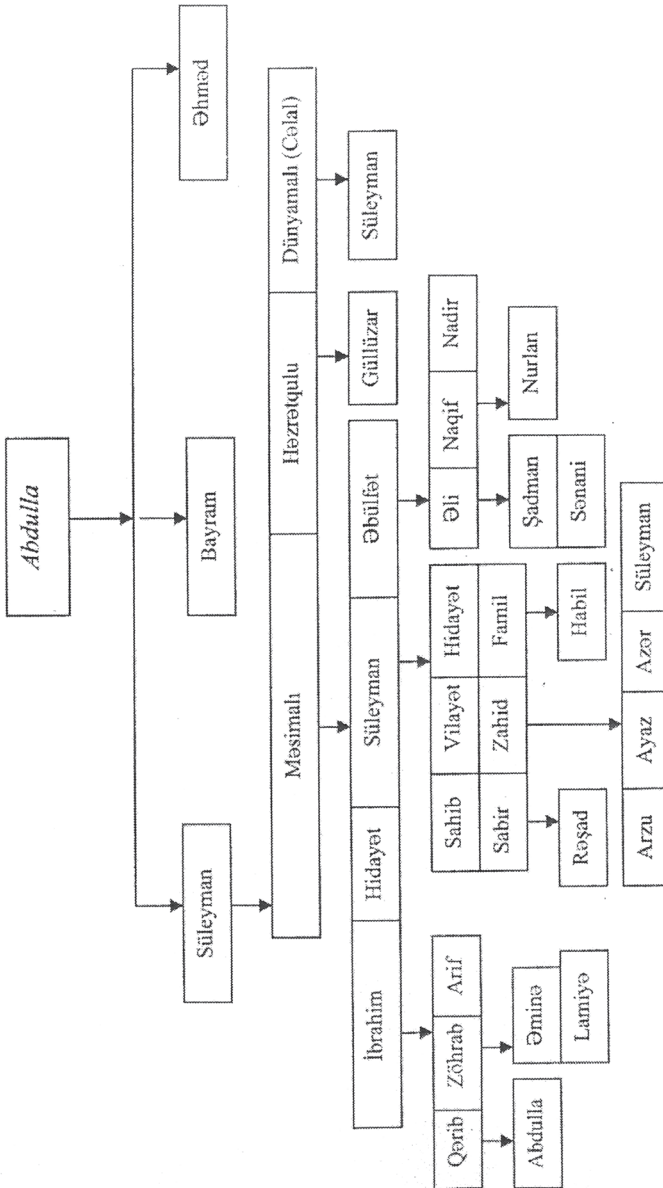 Abdulla
Süleyman Bayram Əhməd
Məsimalı Həzrətqulu Dünyamalı (Cəlal)
İbrahim Hidayət Süleyman Əbülfət Güllüzar Süleyman
Qərib Zöhrab Arif Sahib Vilayət Hidayət Əli Naqif Nadir
Sabir Zahid Famil
Abdulla Əminə Rəşad Habil Şadman Nurlan
Lamiyə Sənani
Arzu Ayaz Azər Süleyman